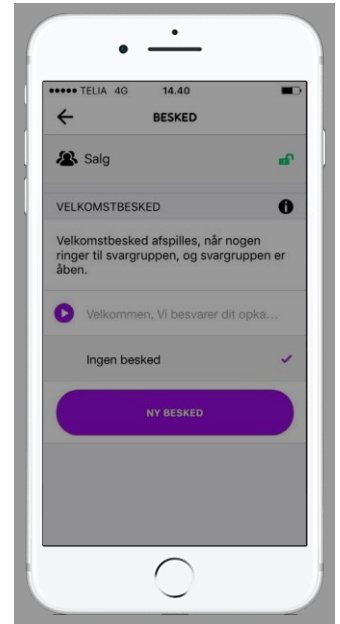 TELIA 4G 14.40
BESKED
Salg
VELKOMSTBESKED
Velkomstbesked afspilles, når nogen
ringer til svargruppen, og svargruppen er
åben.
Velkommen, Vi besvarer dit opka...
Ingen besked
NY BESKED